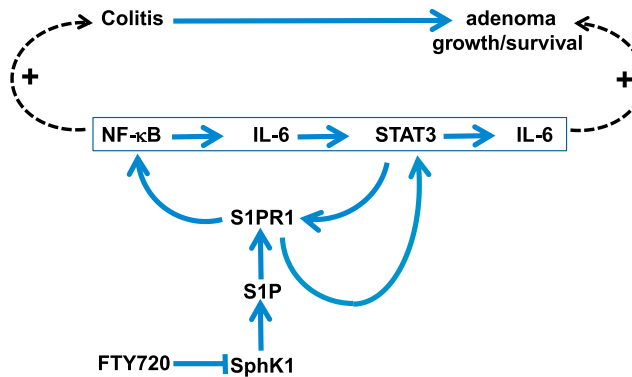 Colitis
adenoma
growth/survival
+
+
NF-κB
IL-6
STAT3
IL-6
S1PR1
S1P
FTY720
SphK1